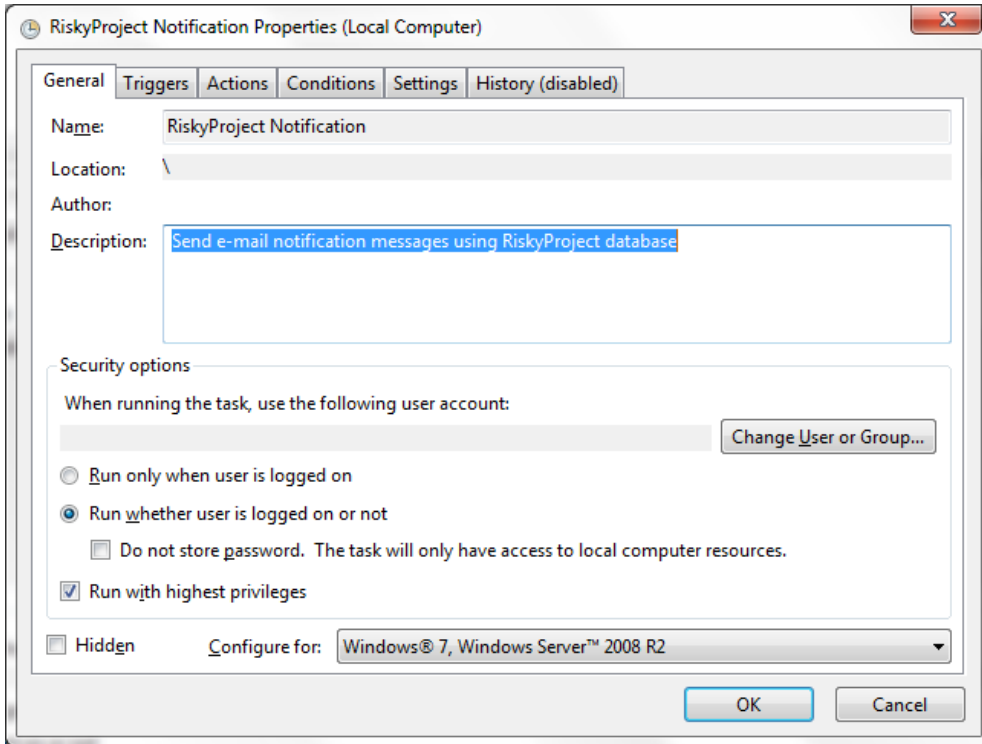 RiskyProject Notification Properties (Local Computer)
General Triggers Actions Conditions Settings History (disabled)
Name: RiskyProject Notification
Location: \
Author:
Description: Send e-mail notification messages using RiskyProject database
Security options
When running the task, use the following user account:
Change User or Group...
Run only when user is logged on
Run whether user is logged on or not
Do not store password. The task will only have access to local computer resources.
Run with highest privileges
Hidden Configure for: Windows® 7, Windows Server™ 2008 R2
OK Cancel